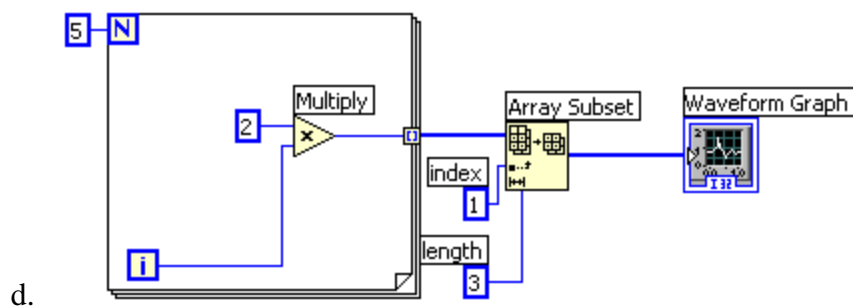 5 N
Multiply
2
x
Array Subset
Waveform Graph
index
1
I32
i
length
3
d.